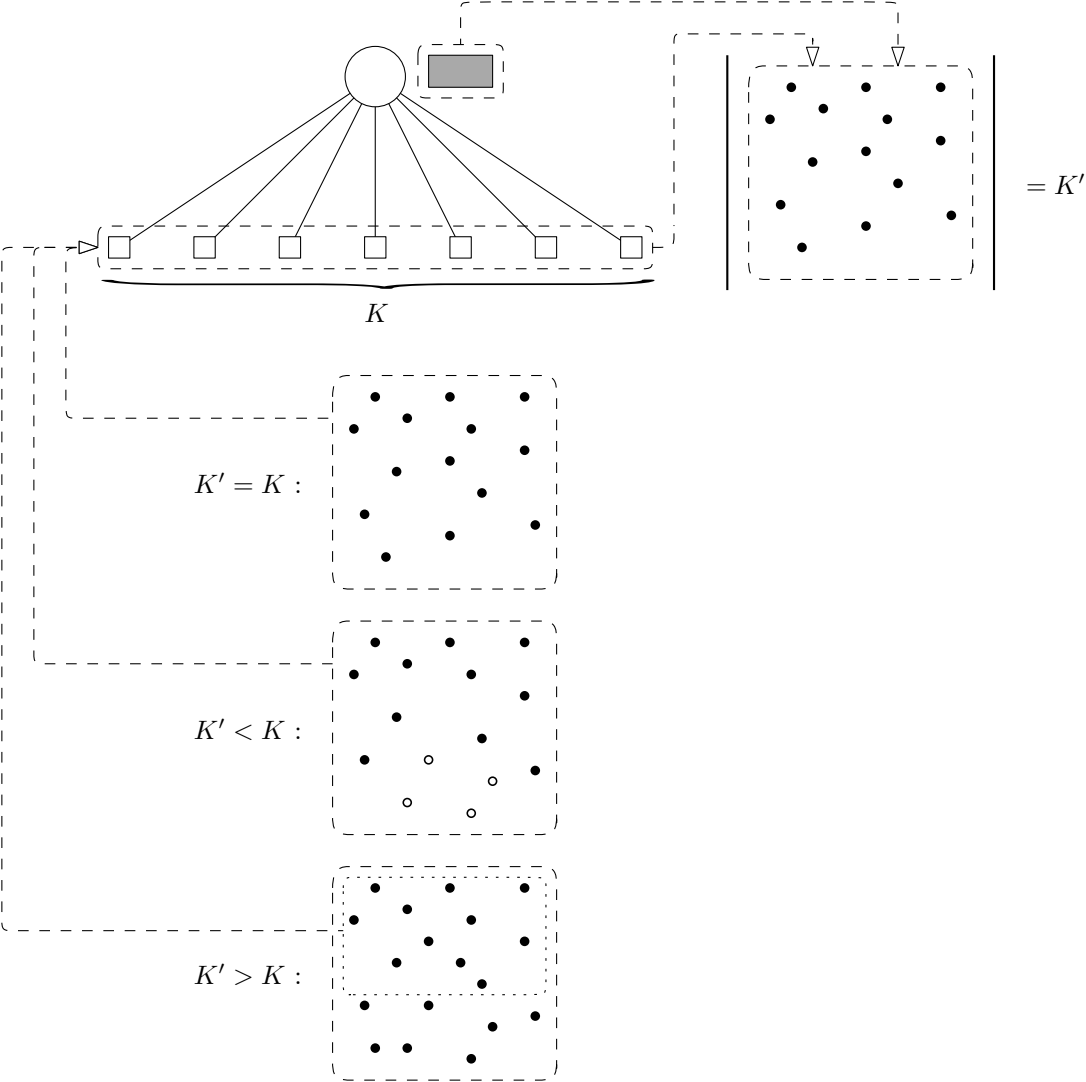 = K′
K
K′ = K :
K′ < K :
K′ > K :